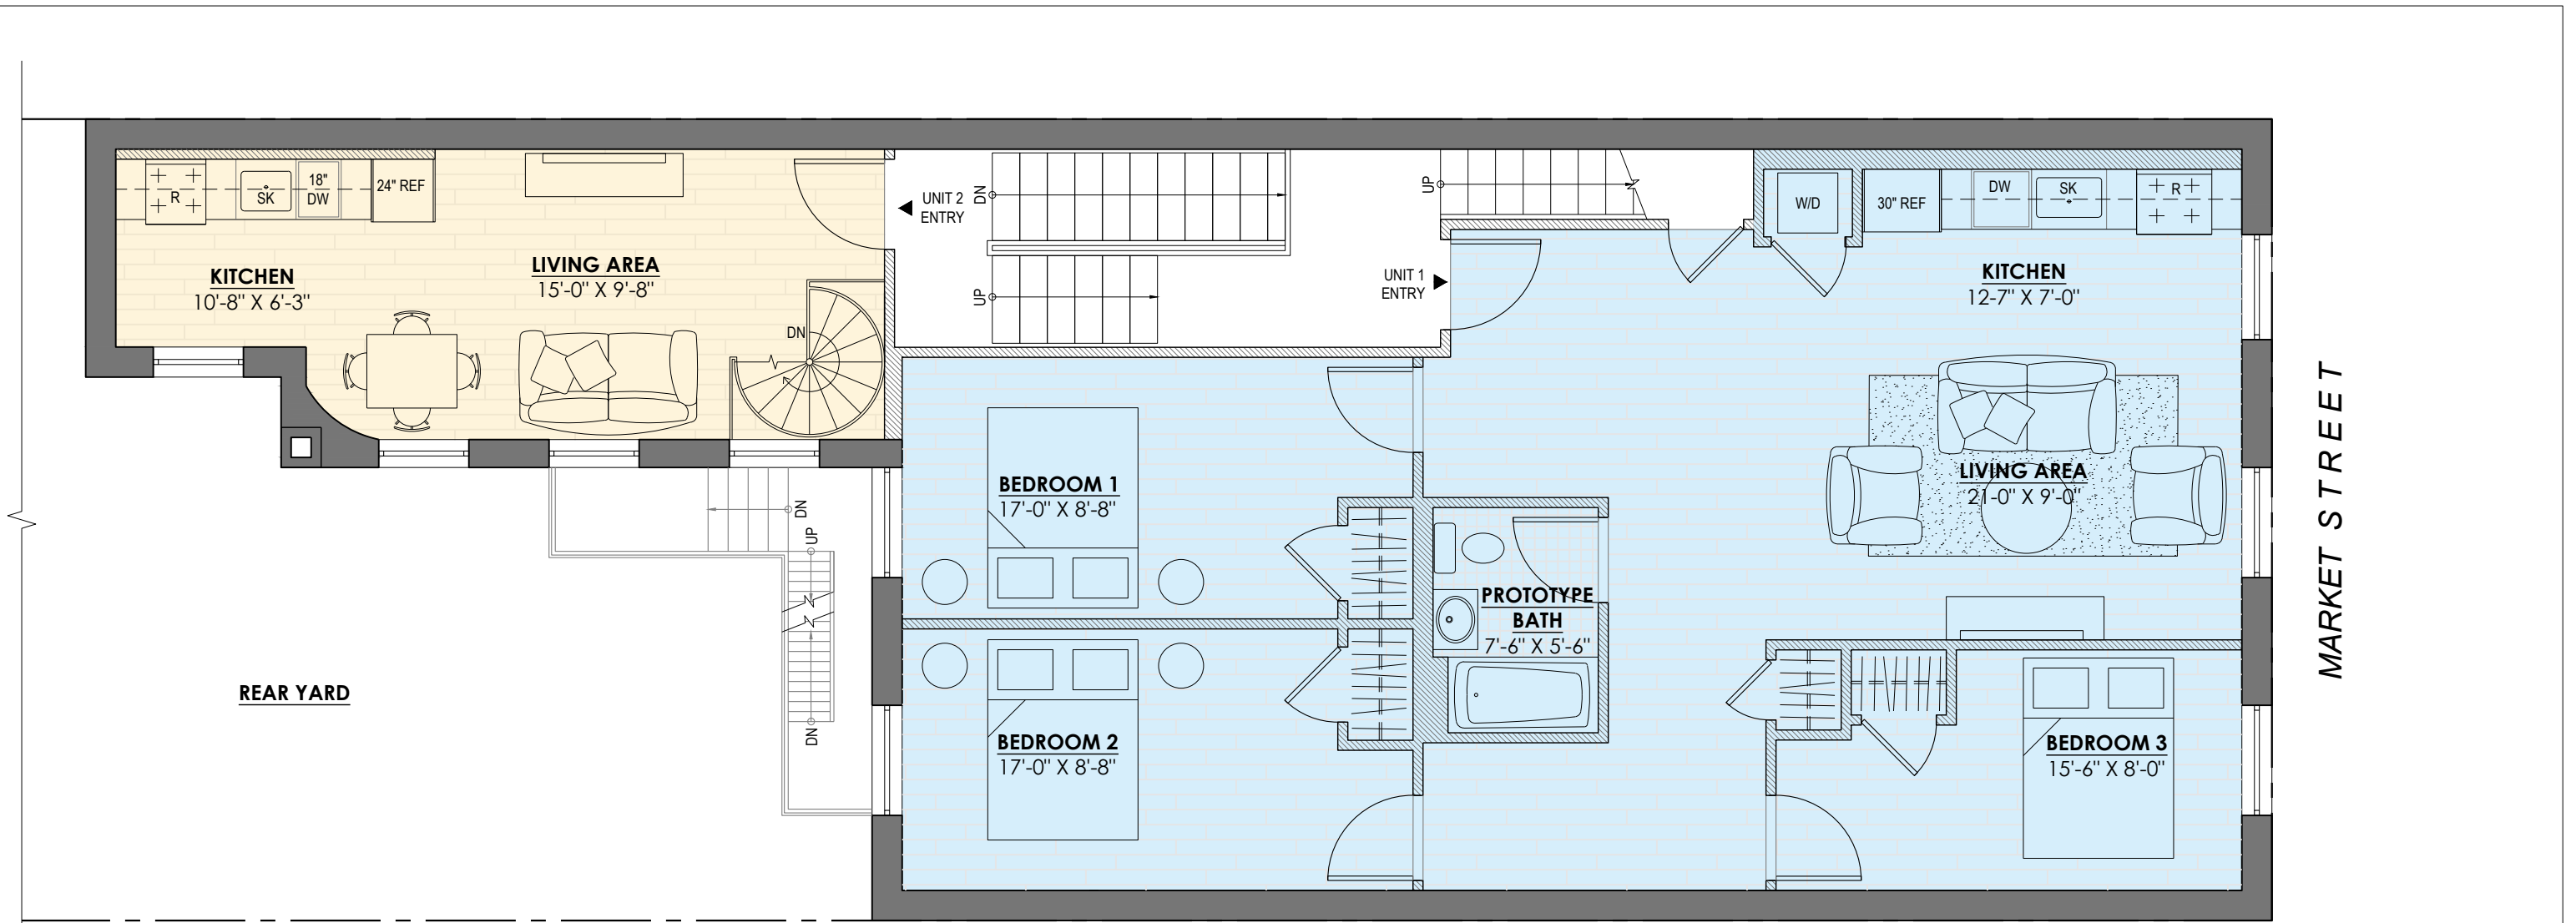 R
SK
18"
DW
24" REF
KITCHEN
10'-8" X 6'-3"
LIVING AREA
15'-0" X 9'-8"
DN
UNIT 2
ENTRY
DN
UP
UP
UNIT 1
ENTRY
W/D
30" REF
DW
SK
R
KITCHEN
12-7" X 7'-0"
LIVING AREA
21-0" X 9'-0"
BEDROOM 1
17'-0" X 8'-8"
PROTOTYPE
BATH
7'-6" X 5'-6"
BEDROOM 2
17'-0" X 8'-8"
BEDROOM 3
15'-6" X 8'-0"
DN
UP
DN
REAR YARD
MARKET STREET